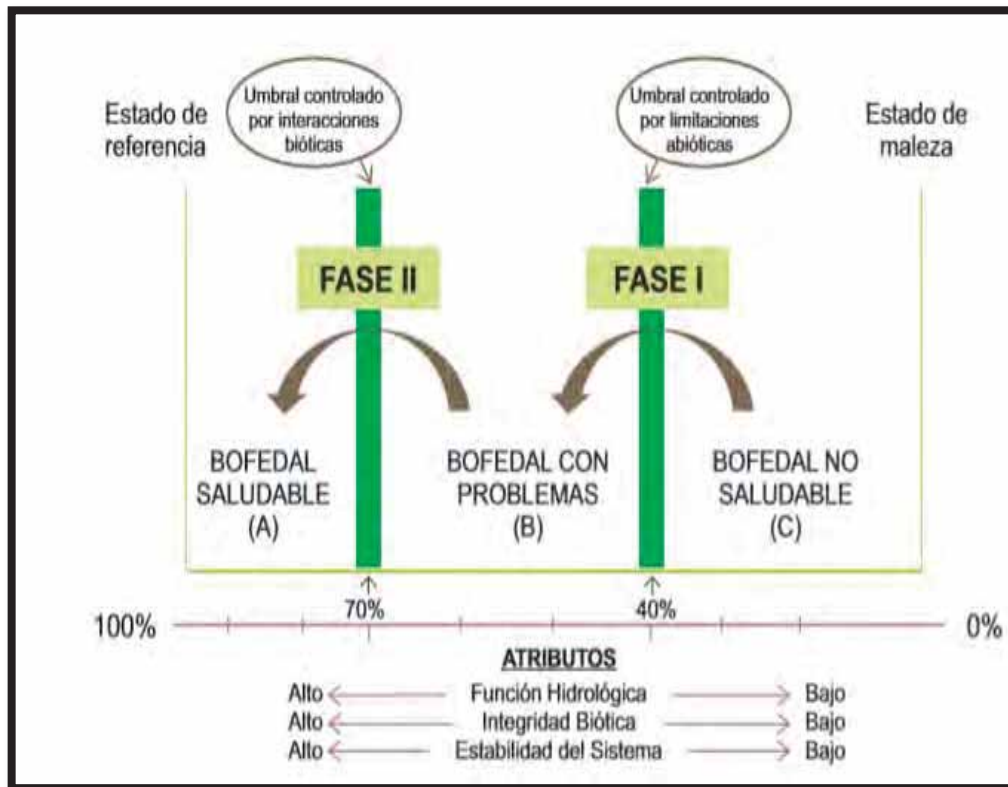 Estado de
referencia
Umbral controlado
por interacciones
bióticas
Umbral controlado
por limitaciones
abióticas
Estado de
maleza
FASE II
FASE I
BOFEDAL
SALUDABLE
(A)
BOFEDAL CON
PROBLEMAS
(B)
BOFEDAL NO
SALUDABLE
(C)
100%
70%
40%
0%
ATRIBUTOS
Alto Función Hidrológica Bajo
Alto Integridad Biótica Bajo
Alto Estabilidad del Sistema Bajo